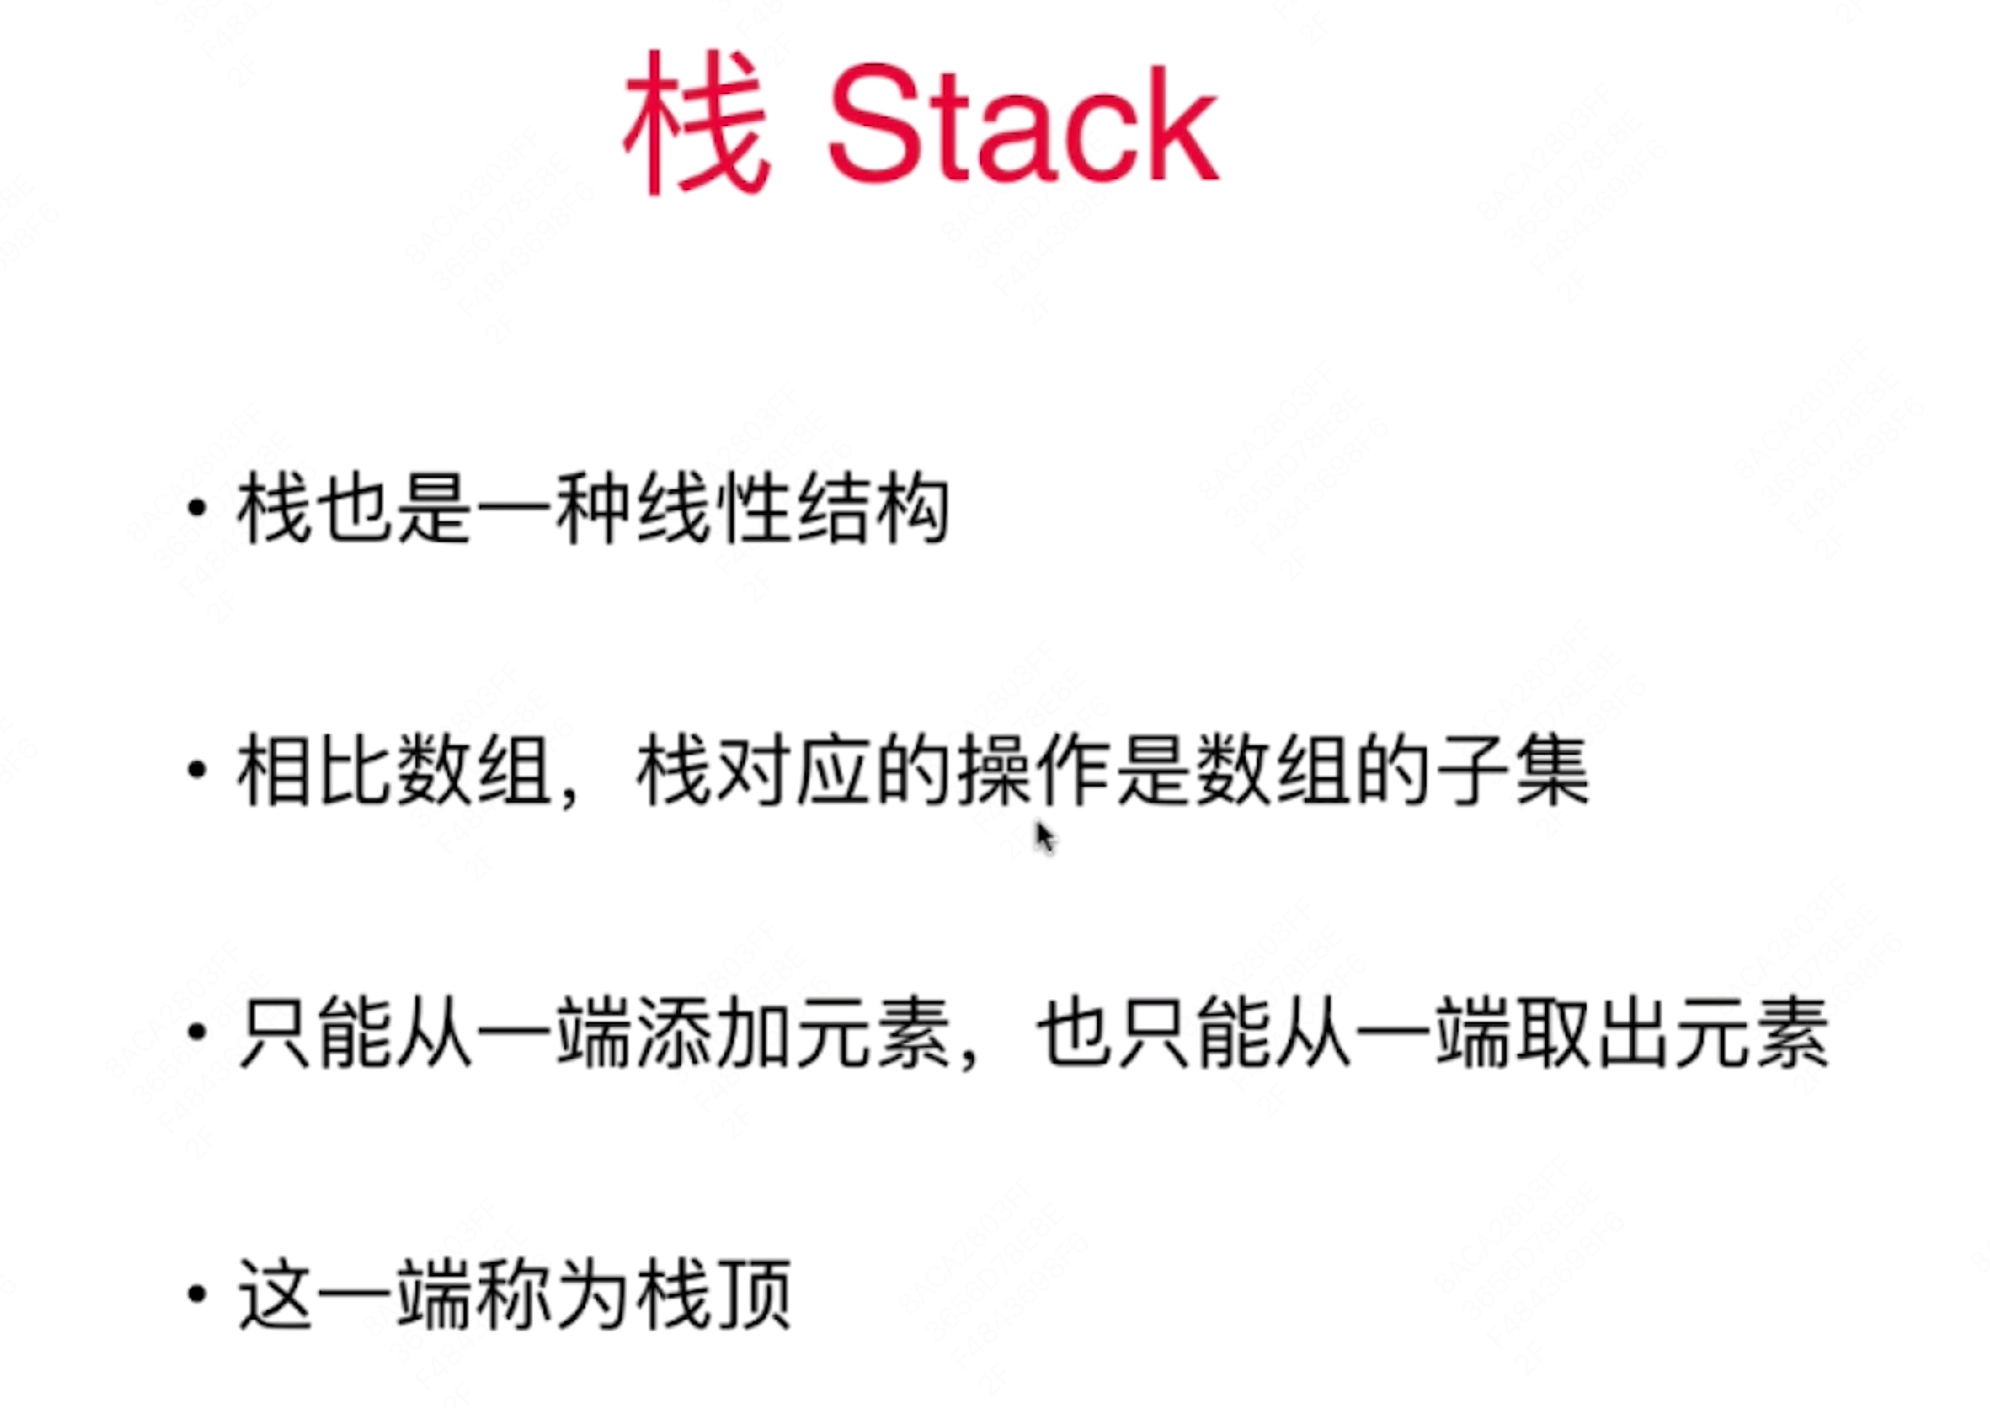 栈 Stack
• 栈也是一种线性结构
• 相比数组，栈对应的操作是数组的子集
• 只能从一端添加元素，也只能从一端取出元素
• 这一端称为栈顶